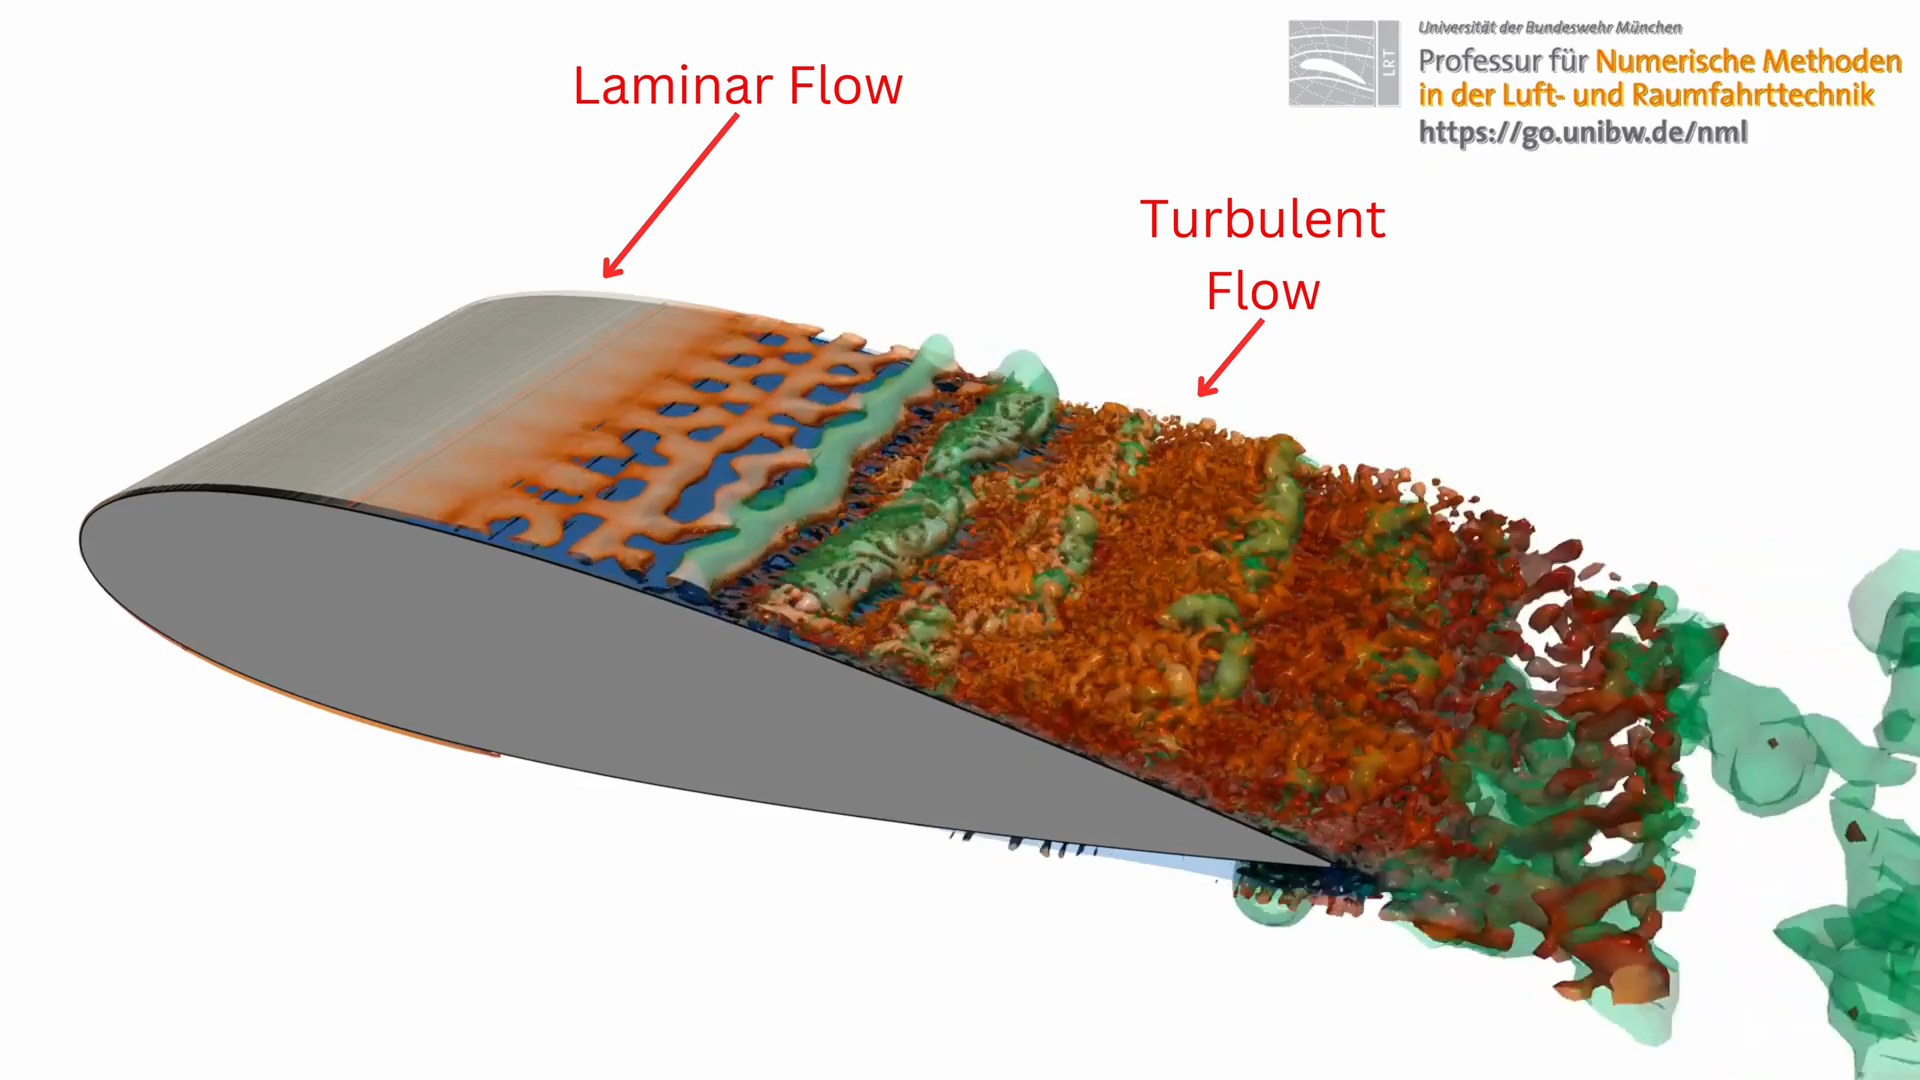 Universität der Bundeswehr München
Professur für Numerische Methoden
in der Luft- und Raumfahrttechnik
https://go.unibw.de/nml
LRT
Laminar Flow
Turbulent
Flow